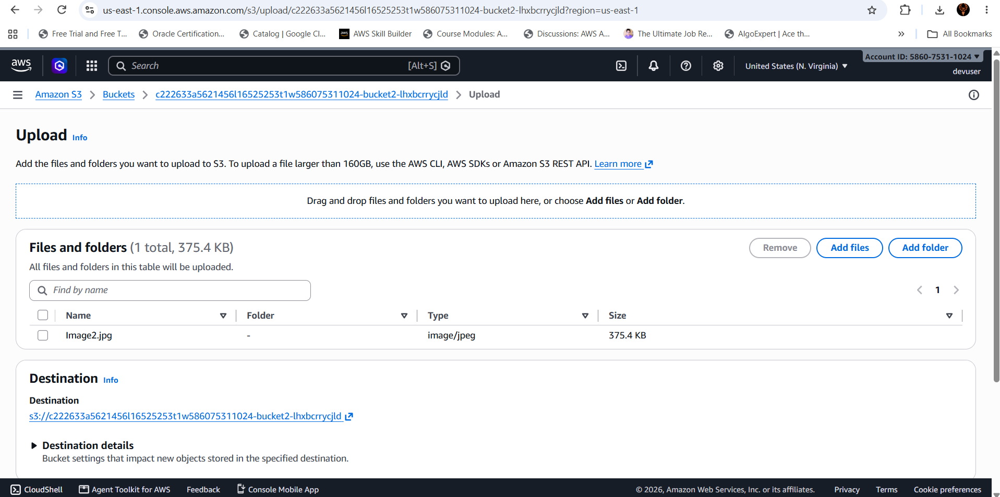 us-east-1.console.aws.amazon.com/s3/upload/c222633a5621456l16525253t1w586075311024-bucket2-lhxbcrrycjld?region=us-east-1
Free Trial and Free T... Oracle Certification... Catalog | Google Cl... aws AWS Skill Builder Course Modules: A... Discussions: AWS A... The Ultimate Job Re... AlgoExpert | Ace th... » All Bookmarks
aws Search [Alt+S] United States (N. Virginia) Account ID: 5860-7531-1024
devuser
Amazon S3 Buckets c222633a5621456l16525253t1w586075311024-bucket2-lhxbcrrycjld Upload
Upload Info
Add the files and folders you want to upload to S3. To upload a file larger than 160GB, use the AWS CLI, AWS SDKs or Amazon S3 REST API. Learn more
Drag and drop files and folders you want to upload here, or choose Add files or Add folder.
Files and folders (1 total, 375.4 KB) Remove Add files Add folder
All files and folders in this table will be uploaded.
Find by name 1
Name Folder Type Size
Image2.jpg - image/jpeg 375.4 KB
Destination Info
Destination
s3://c222633a5621456l16525253t1w586075311024-bucket2-lhxbcrrycjld
Destination details
Bucket settings that impact new objects stored in the specified destination.
CloudShell Agent Toolkit for AWS Feedback Console Mobile App © 2026, Amazon Web Services, Inc. or its affiliates. Privacy Terms Cookie preferences